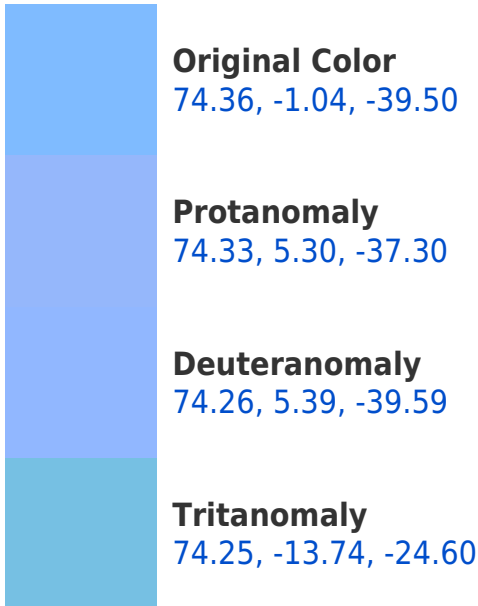 Original Color
74.36, -1.04, -39.50
Protanomaly
74.33, 5.30, -37.30
Deuteranomaly
74.26, 5.39, -39.59
Tritanomaly
74.25, -13.74, -24.60